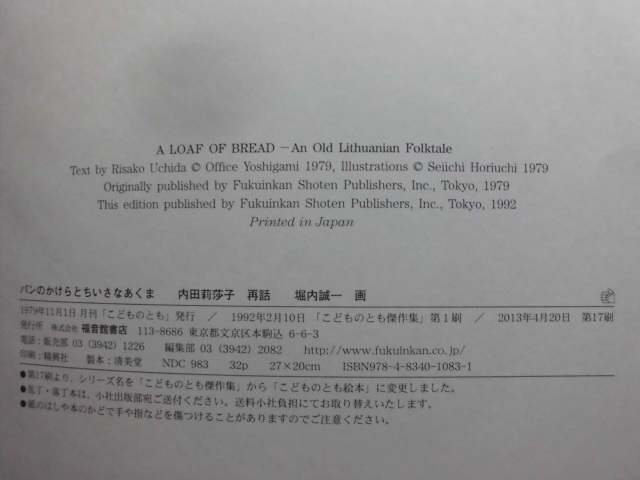 A LOAF OF BREAD －An Old Lithuanian Folktale
Text by Risako Uchida © Office Yoshigami 1979, Illustrations © Seiichi Horiuchi 1979
Originally published by Fukuinkan Shoten Publishers, Inc., Tokyo, 1979
This edition published by Fukuinkan Shoten Publishers, Inc., Tokyo, 1992
Printed in Japan
パンのかけらとちいさなあくま　内田莉莎子 再話　堀内誠一 画
1979年11月1日 月刊「こどものとも」発行 ／ 1992年2月10日 「こどものとも傑作集」第1刷 ／ 2013年4月20日 第17刷
発行所 株式会社 福音館書店 113-8686 東京都文京区本駒込 6-6-3
電話：販売部 03 (3942) 1226　編集部 03 (3942) 2082　http://www.fukuinkan.co.jp/
印刷：精興社　製本：清美堂　NDC 983　32p　27×20cm　ISBN978-4-8340-1083-1
●第17刷より、シリーズ名を「こどものとも傑作集」から「こどものとも絵本」に変更しました。
●乱丁・落丁本は、小社出版部宛ご送付ください。送料小社負担にてお取り替えいたします。
●紙のはしや本のかどで手や指などを傷つけることがありますのでご注意ください。